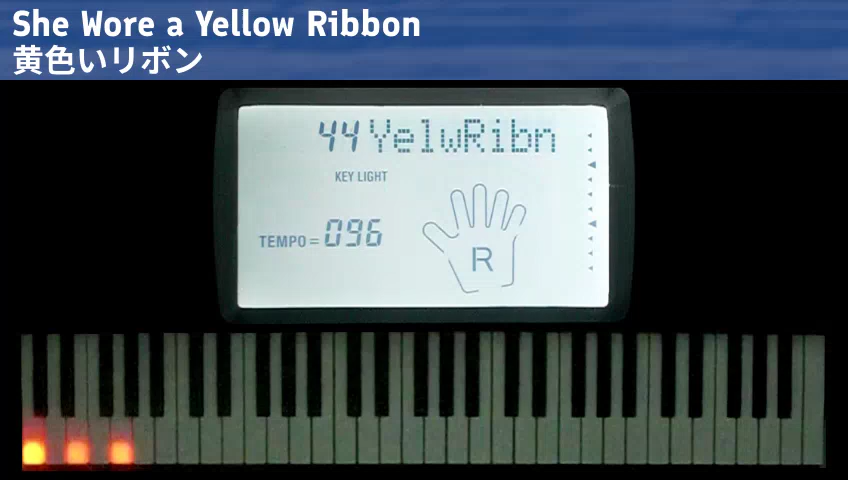 She Wore a Yellow Ribbon
黄色いリボン
44 YelwRibn
KEY LIGHT
TEMPO = 096
R